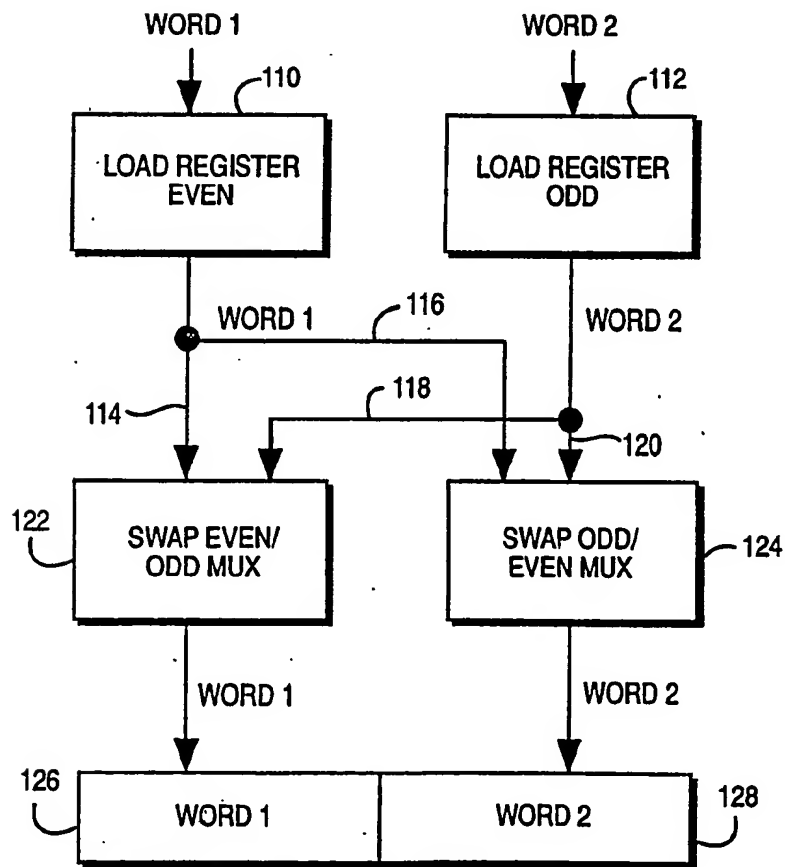 WORD 1
WORD 2
110
112
LOAD REGISTER
EVEN
LOAD REGISTER
ODD
WORD 1
116
WORD 2
114
118
120
122
SWAP EVEN/
ODD MUX
SWAP ODD/
EVEN MUX
124
WORD 1
WORD 2
126
WORD 1
WORD 2
128